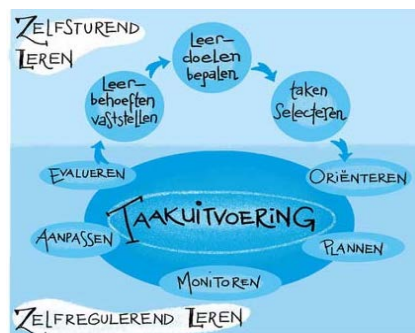 ZELFSTUREND
LEREN
Leer-
doelen
bepalen
Leer-
behoeften
vaststellen
taken
selecteren
EVALUEREN
ORIËNTEREN
TAAKUITVOERING
AANPASSEN
PLANNEN
MONITOREN
ZELFREGULEREND LEREN